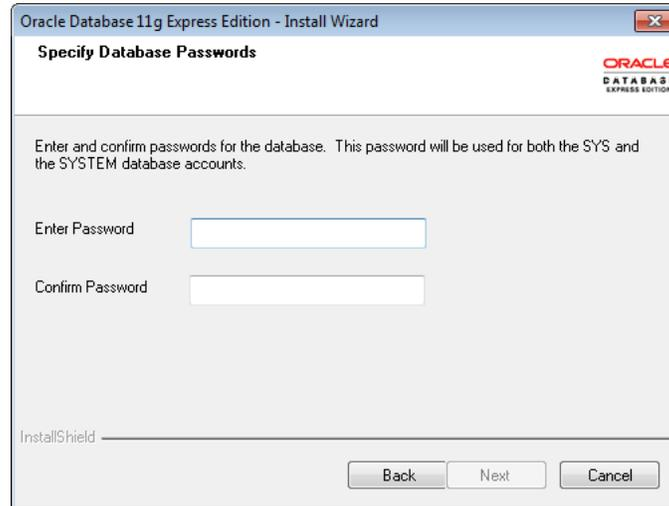 Oracle Database 11g Express Edition - Install Wizard
Specify Database Passwords
ORACLE
DATABAS
EXPRESS EDITION
Enter and confirm passwords for the database. This password will be used for both the SYS and
the SYSTEM database accounts.
Enter Password
Confirm Password
InstallShield
Back Next Cancel